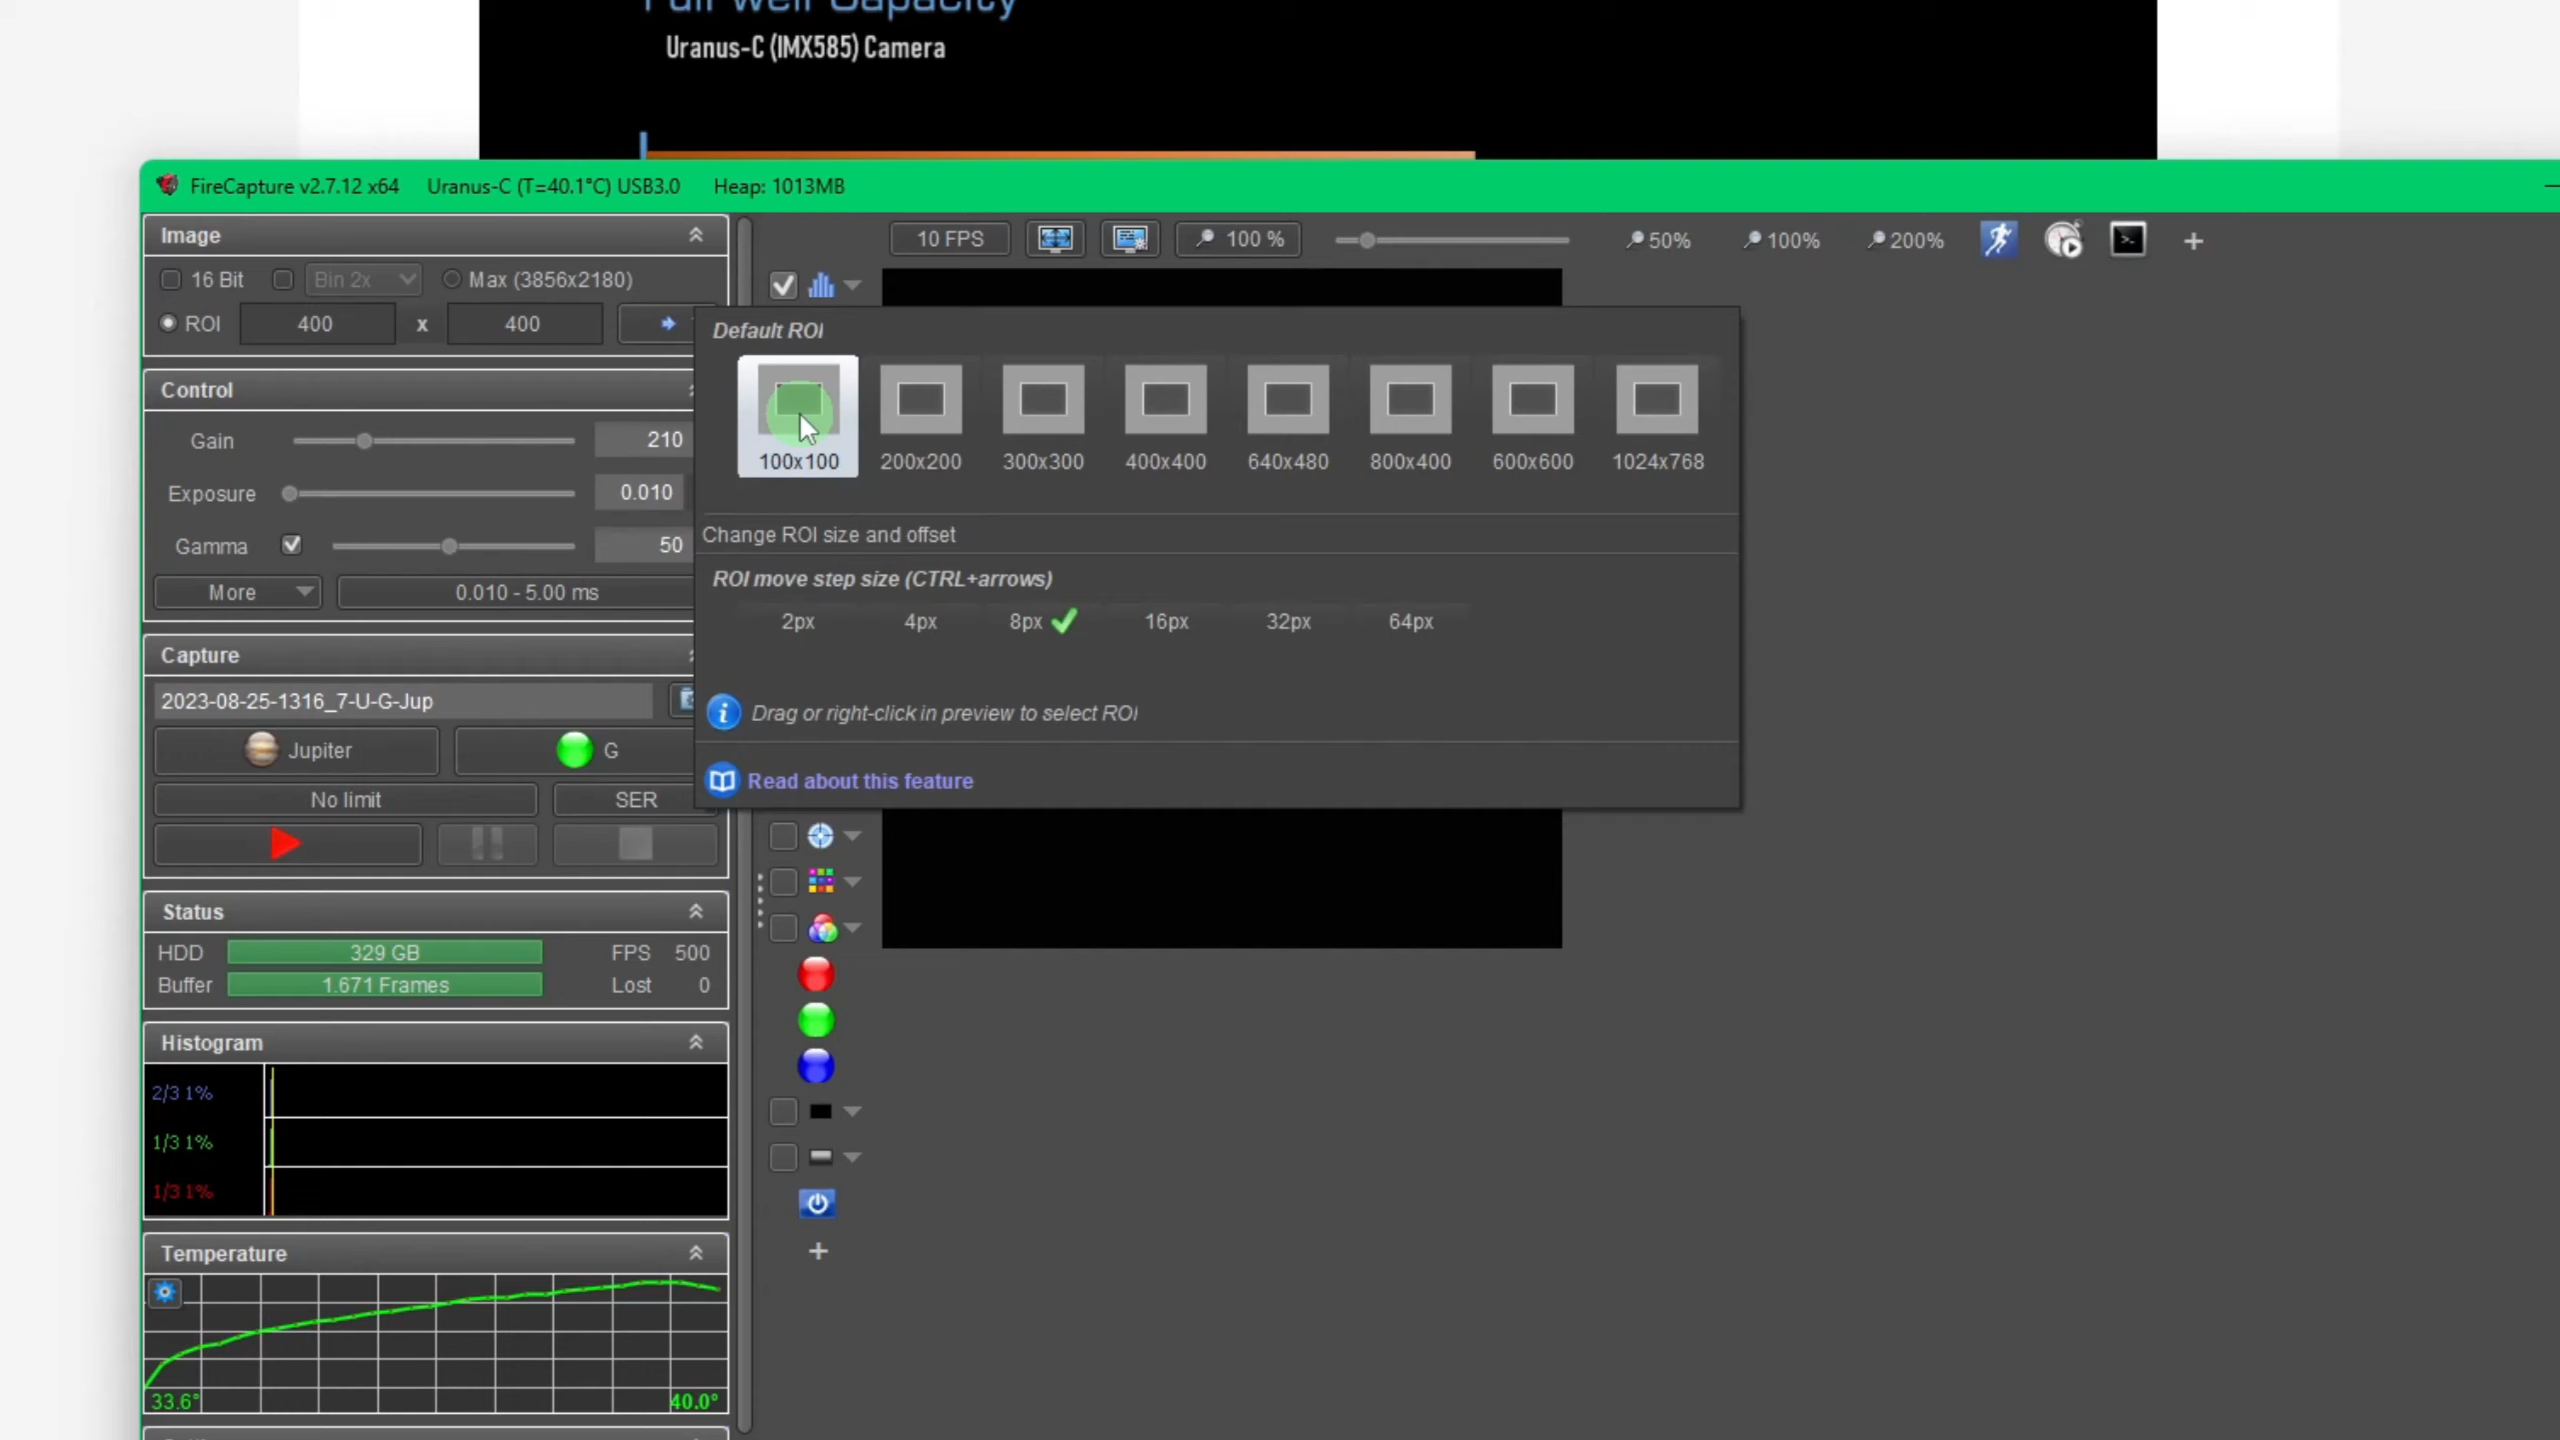 Full Well Capacity
Uranus-C (IMX585) Camera
FireCapture v2.7.12 x64 Uranus-C (T=40.1°C) USB3.0 Heap: 1013MB
Image
10 FPS 100 % 50% 100% 200%
16 Bit Bin 2x Max (3856x2180)
ROI 400 x 400
Default ROI
100x100 200x200 300x300 400x400 640x480 800x400 600x600 1024x768
Change ROI size and offset
ROI move step size (CTRL+arrows)
2px 4px 8px 16px 32px 64px
Drag or right-click in preview to select ROI
Read about this feature
Control
Gain 210
Exposure 0.010
Gamma 50
More 0.010 - 5.00 ms
Capture
2023-08-25-1316_7-U-G-Jup
Jupiter G
No limit SER
Status
HDD 329 GB FPS 500
Buffer 1.671 Frames Lost 0
Histogram
2/3 1%
1/3 1%
1/3 1%
Temperature
33.6° 40.0°